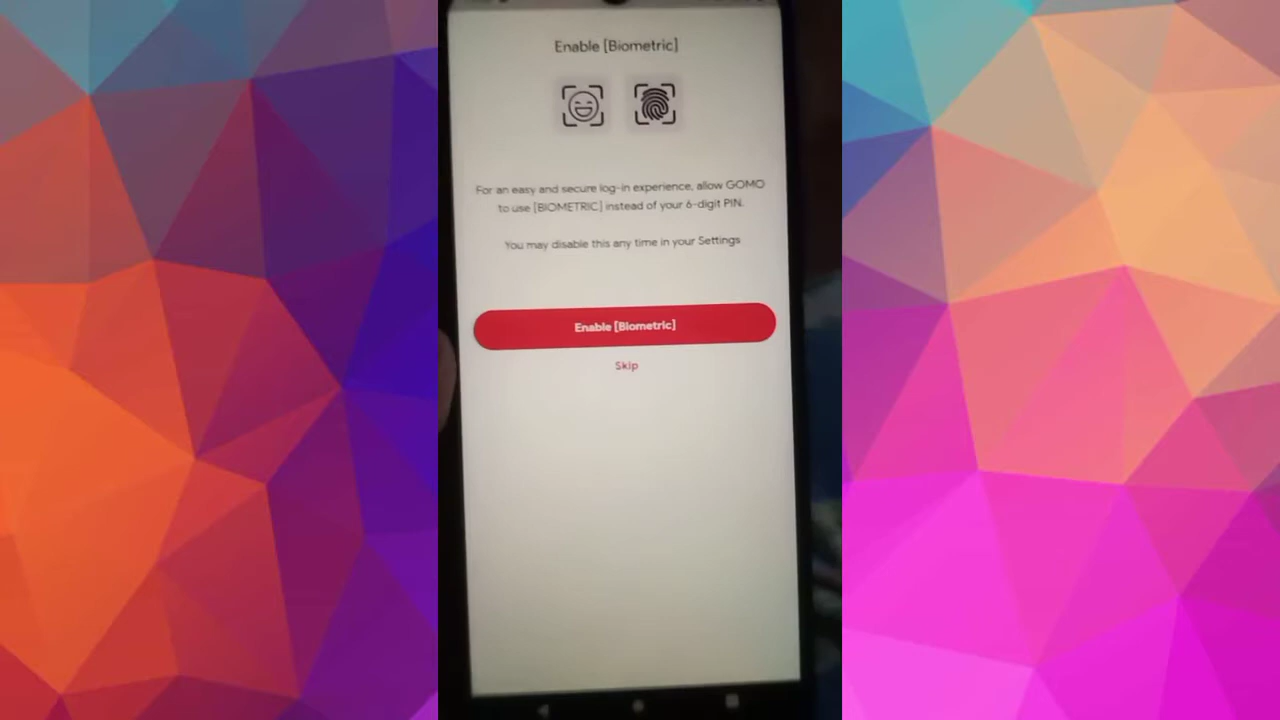 Enable [Biometric]
For an easy and secure log-in experience, allow GOMO
to use [BIOMETRIC] instead of your 6-digit PIN.
You may disable this any time in your Settings
Enable [Biometric]
Skip